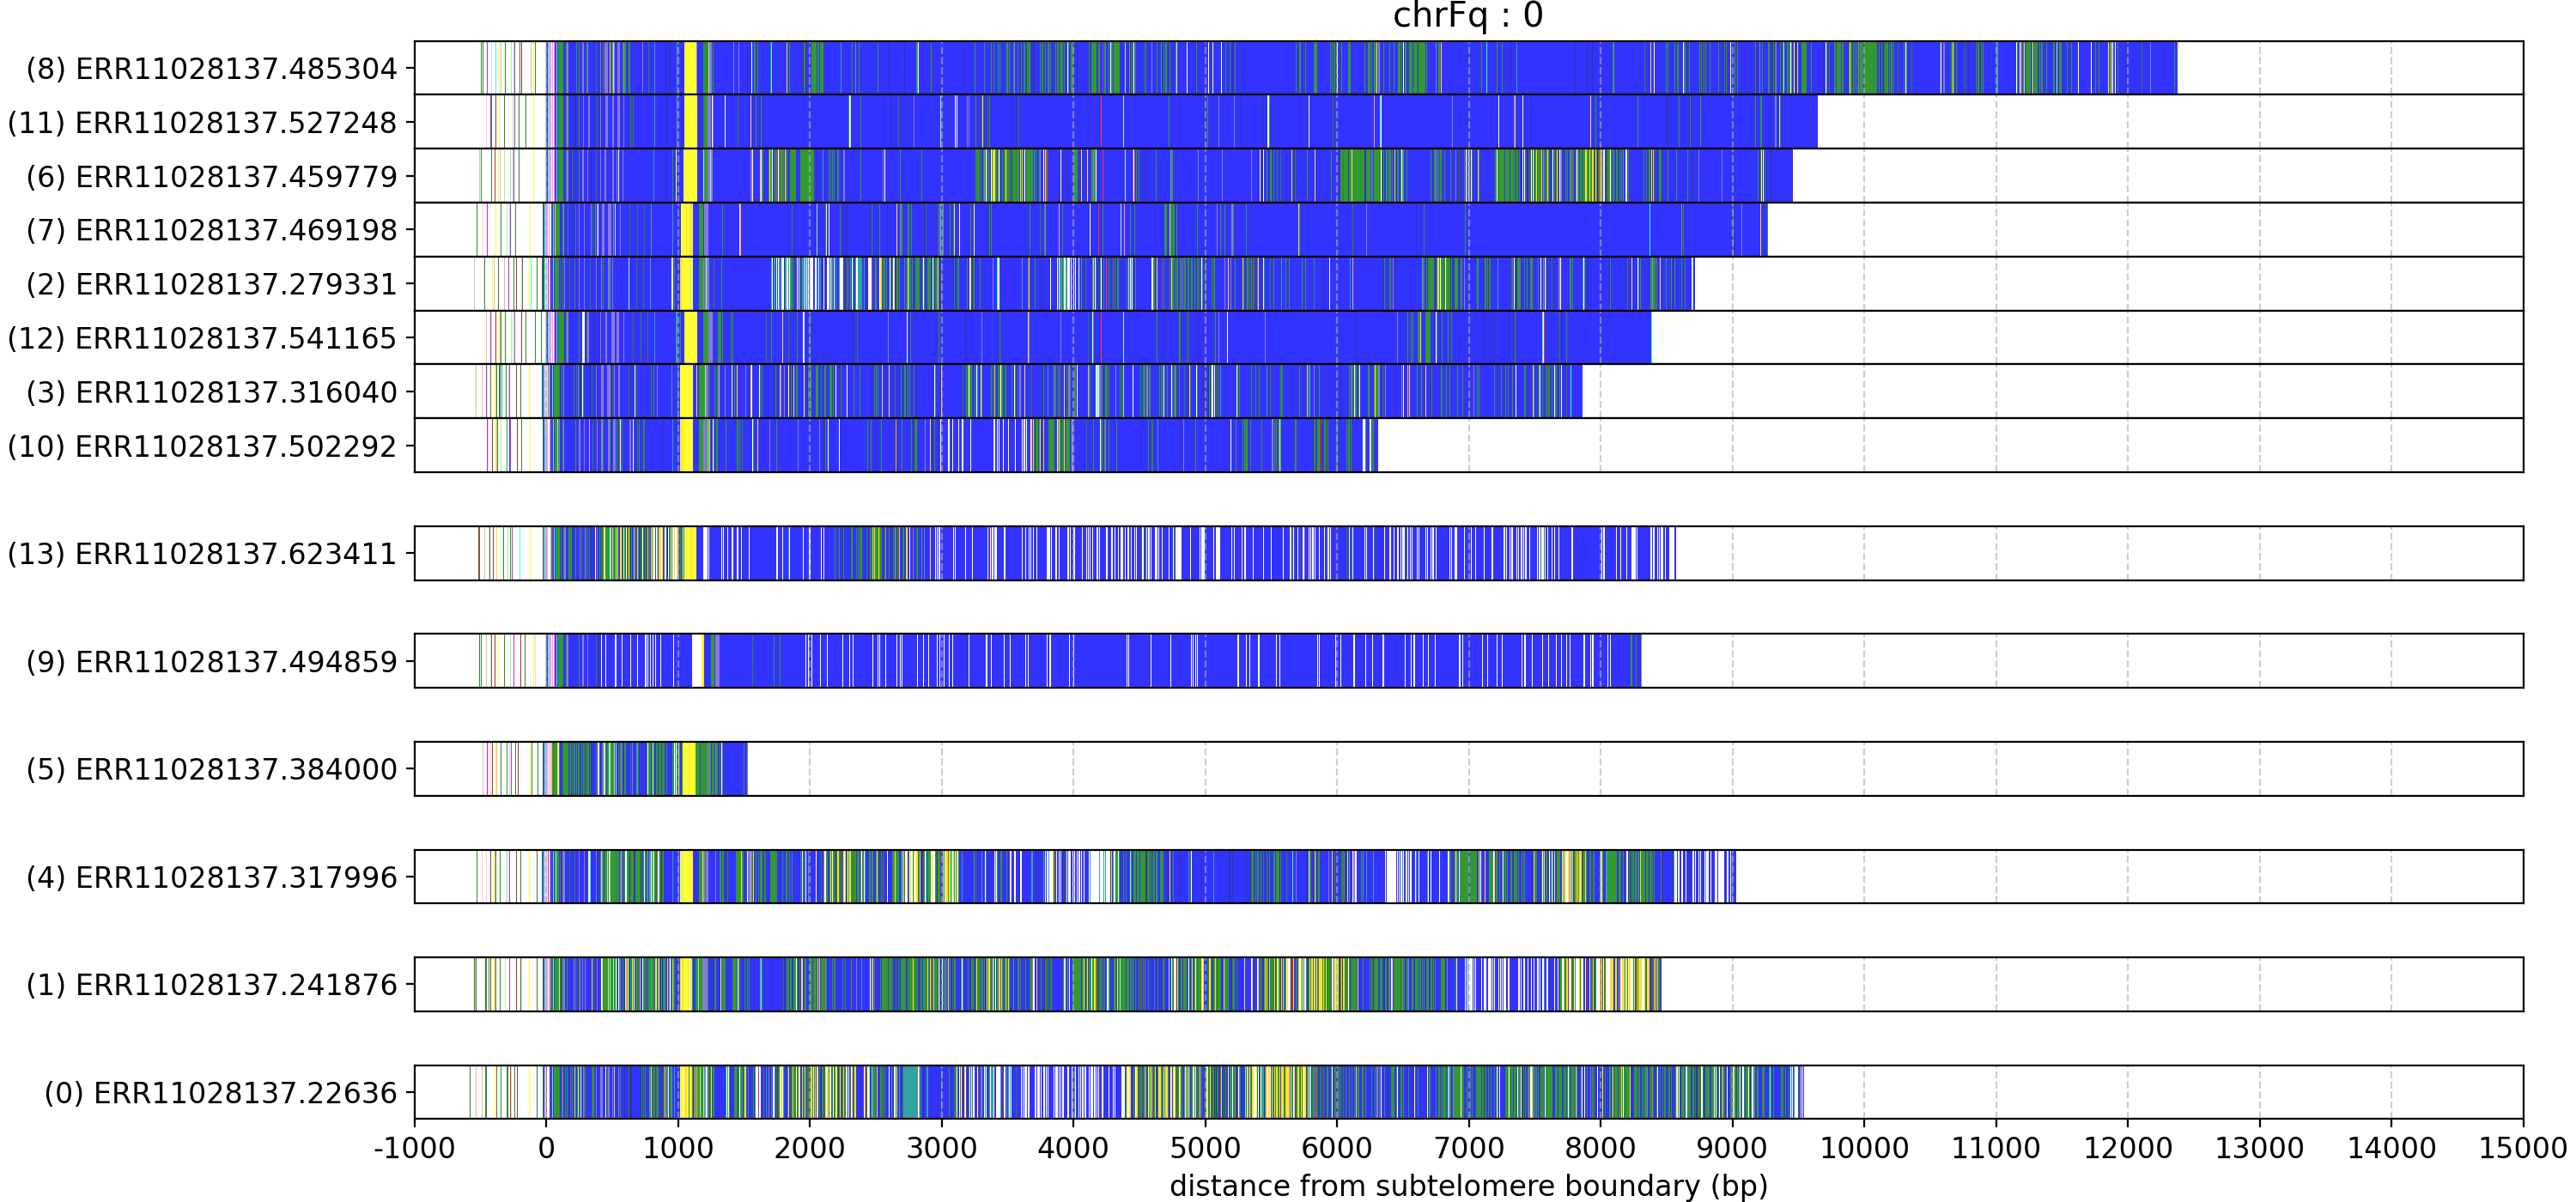 chrFq : 0
(8) ERR11028137.485304
(11) ERR11028137.527248
(6) ERR11028137.459779
(7) ERR11028137.469198
(2) ERR11028137.279331
(12) ERR11028137.541165
(3) ERR11028137.316040
(10) ERR11028137.502292
(13) ERR11028137.623411
(9) ERR11028137.494859
(5) ERR11028137.384000
(4) ERR11028137.317996
(1) ERR11028137.241876
(0) ERR11028137.22636
-1000 0 1000 2000 3000 4000 5000 6000 7000 8000 9000 10000 11000 12000 13000 14000 15000
distance from subtelomere boundary (bp)